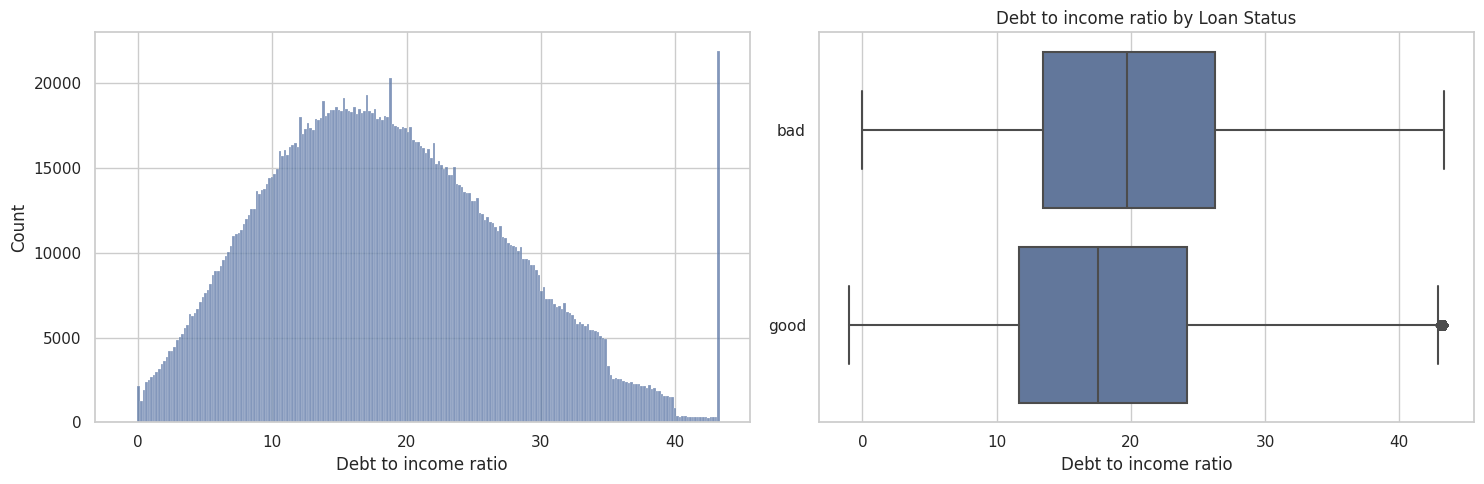 Count
20000
15000
10000
5000
0
0 10 20 30 40
Debt to income ratio
Debt to income ratio by Loan Status
bad
good
0 10 20 30 40
Debt to income ratio